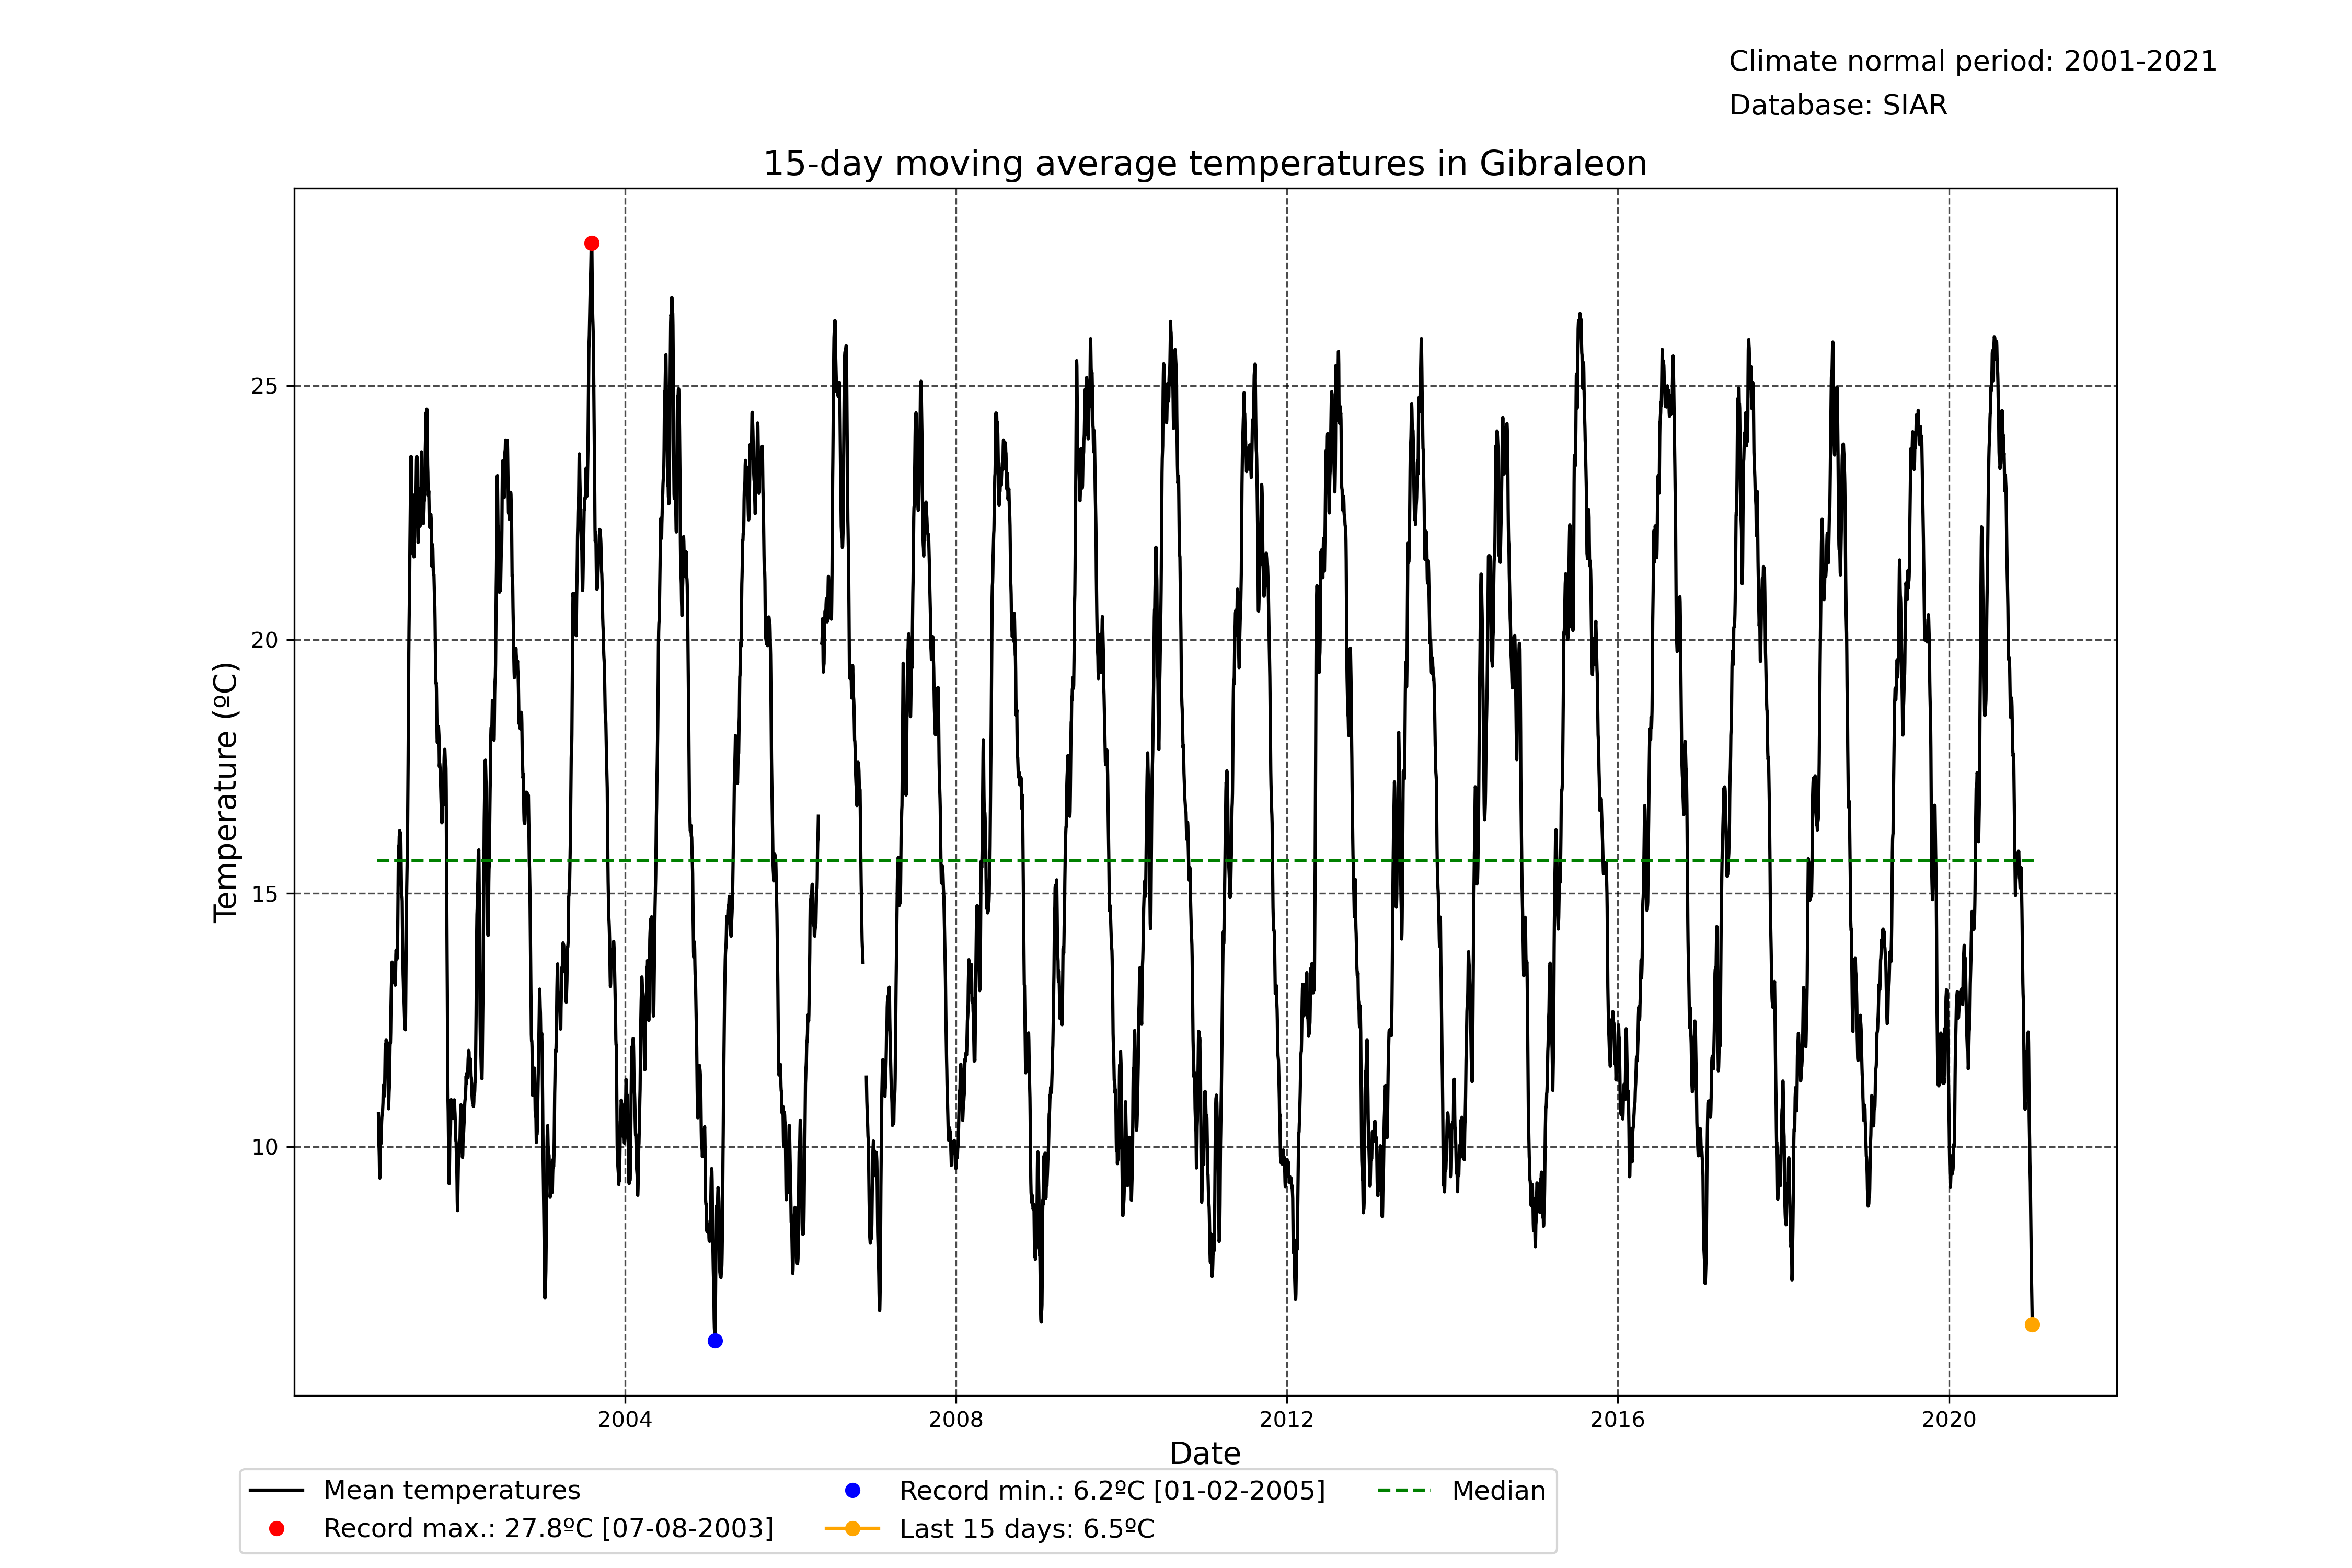 Climate normal period: 2001-2021
Database: SIAR
15-day moving average temperatures in Gibraleon
Temperature (ºC)
25
20
15
10
2004
2008
2012
2016
2020
Date
Mean temperatures
Record max.: 27.8ºC [07-08-2003]
Record min.: 6.2ºC [01-02-2005]
Last 15 days: 6.5ºC
Median